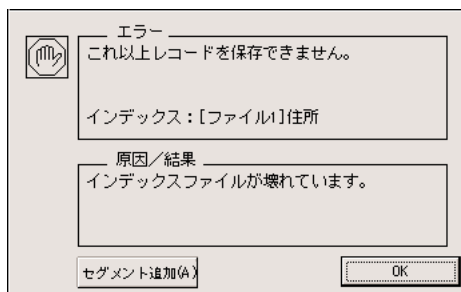 エラー
これ以上レコードを保存できません。
インデックス：[ファイル1]住所
原因／結果
インデックスファイルが壊れています。
セグメント追加(A)
OK